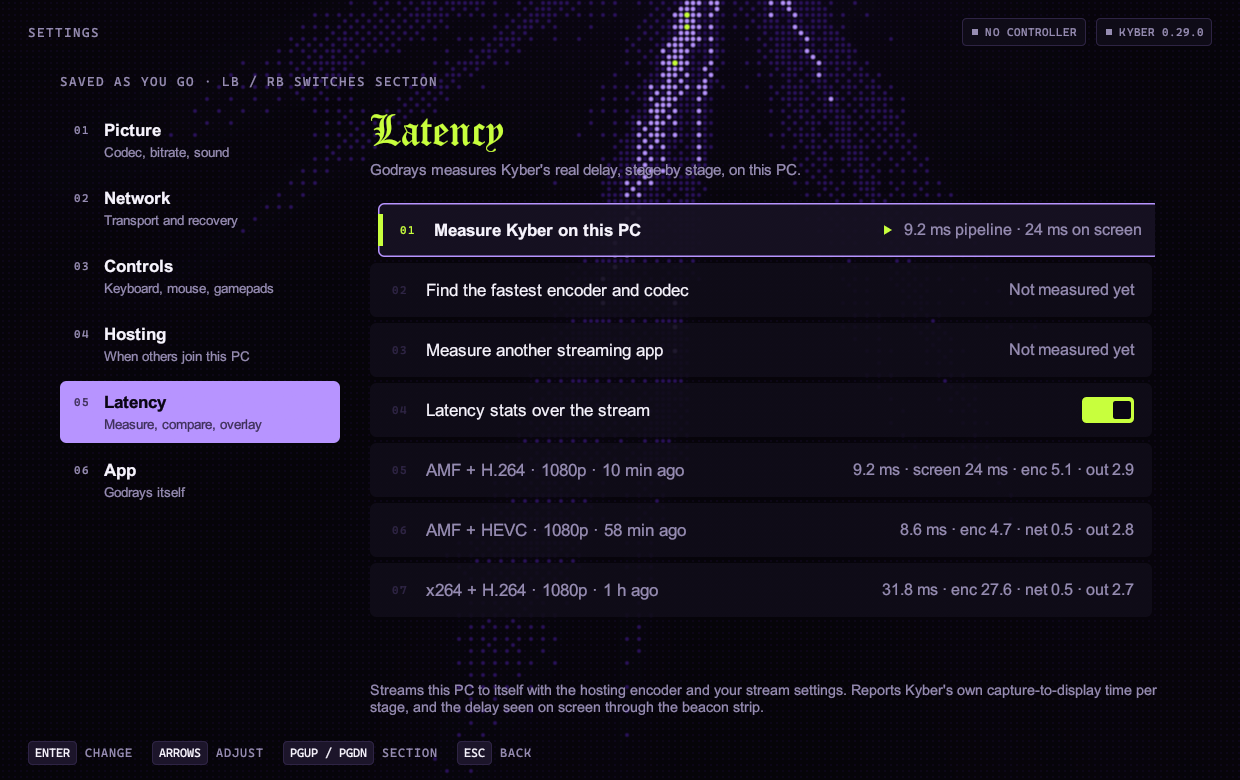 SETTINGS
NO CONTROLLER
KYBER 0.29.0
SAVED AS YOU GO · LB / RB SWITCHES SECTION
01 Picture
Codec, bitrate, sound
02 Network
Transport and recovery
03 Controls
Keyboard, mouse, gamepads
04 Hosting
When others join this PC
05 Latency
Measure, compare, overlay
06 App
Godrays itself
Latency
Godrays measures Kyber's real delay, stage by stage, on this PC.
01 Measure Kyber on this PC 9.2 ms pipeline · 24 ms on screen
02 Find the fastest encoder and codec Not measured yet
03 Measure another streaming app Not measured yet
04 Latency stats over the stream
05 AMF + H.264 · 1080p · 10 min ago 9.2 ms · screen 24 ms · enc 5.1 · out 2.9
06 AMF + HEVC · 1080p · 58 min ago 8.6 ms · enc 4.7 · net 0.5 · out 2.8
07 x264 + H.264 · 1080p · 1 h ago 31.8 ms · enc 27.6 · net 0.5 · out 2.7
Streams this PC to itself with the hosting encoder and your stream settings. Reports Kyber's own capture-to-display time per
stage, and the delay seen on screen through the beacon strip.
ENTER CHANGE ARROWS ADJUST PGUP / PGDN SECTION ESC BACK